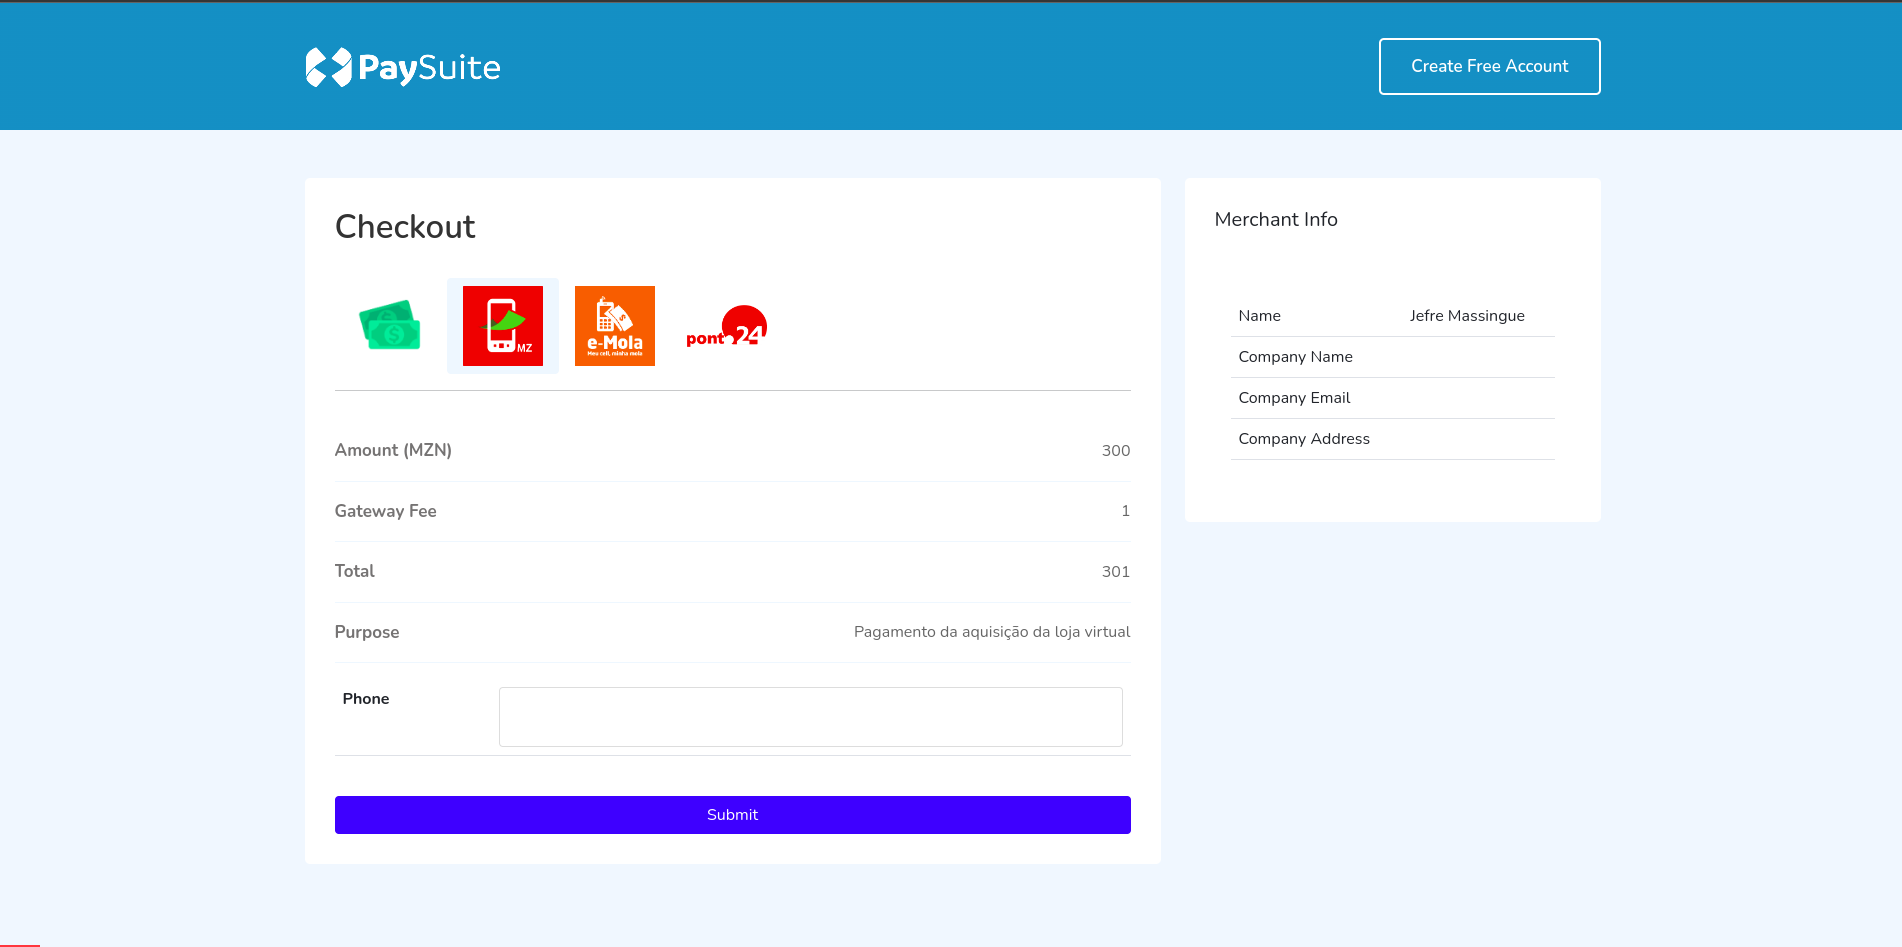 PaySuite
Create Free Account
Checkout
MZ
e-Mola
Meu cell, minha mola
ponto24
Amount (MZN) 300
Gateway Fee 1
Total 301
Purpose Pagamento da aquisição da loja virtual
Phone
Submit
Merchant Info
Name Jefre Massingue
Company Name
Company Email
Company Address